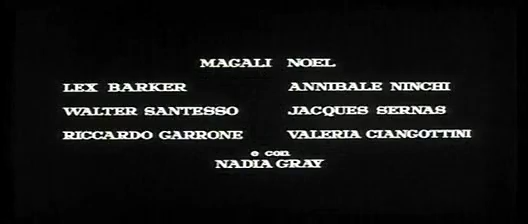 MAGALI NOEL
LEX BARKER ANNIBALE NINCHI
WALTER SANTESSO JACQUES SERNAS
RICCARDO GARRONE VALERIA CIANGOTTINI
e con
NADIA GRAY